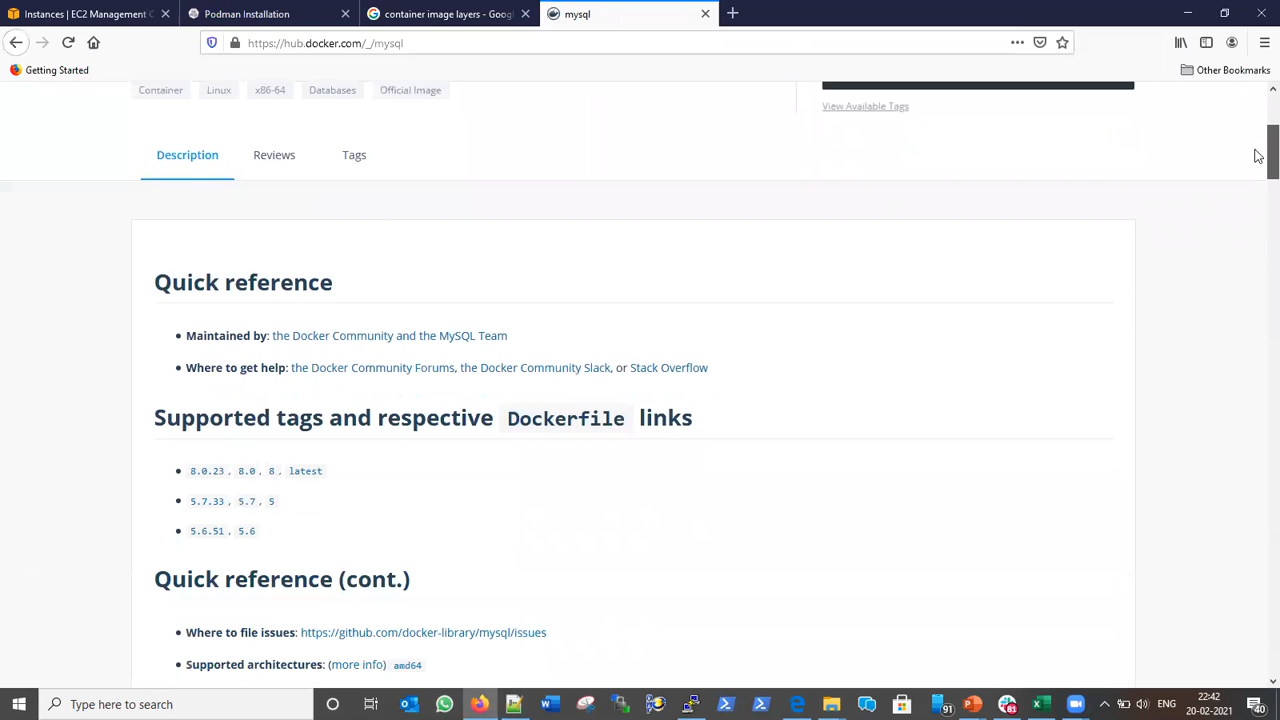 Instances | EC2 Management C
Podman Installation
container image layers - Googl
mysql
https://hub.docker.com/_/mysql
Getting Started
Other Bookmarks
Container
Linux
x86-64
Databases
Official Image
View Available Tags
Description
Reviews
Tags
Quick reference
• Maintained by: the Docker Community and the MySQL Team
• Where to get help: the Docker Community Forums, the Docker Community Slack, or Stack Overflow
Supported tags and respective Dockerfile links
• 8.0.23, 8.0, 8, latest
• 5.7.33, 5.7, 5
• 5.6.51, 5.6
Quick reference (cont.)
• Where to file issues: https://github.com/docker-library/mysql/issues
• Supported architectures: (more info) amd64
Type here to search
91
61
22:42
20-02-2021
40